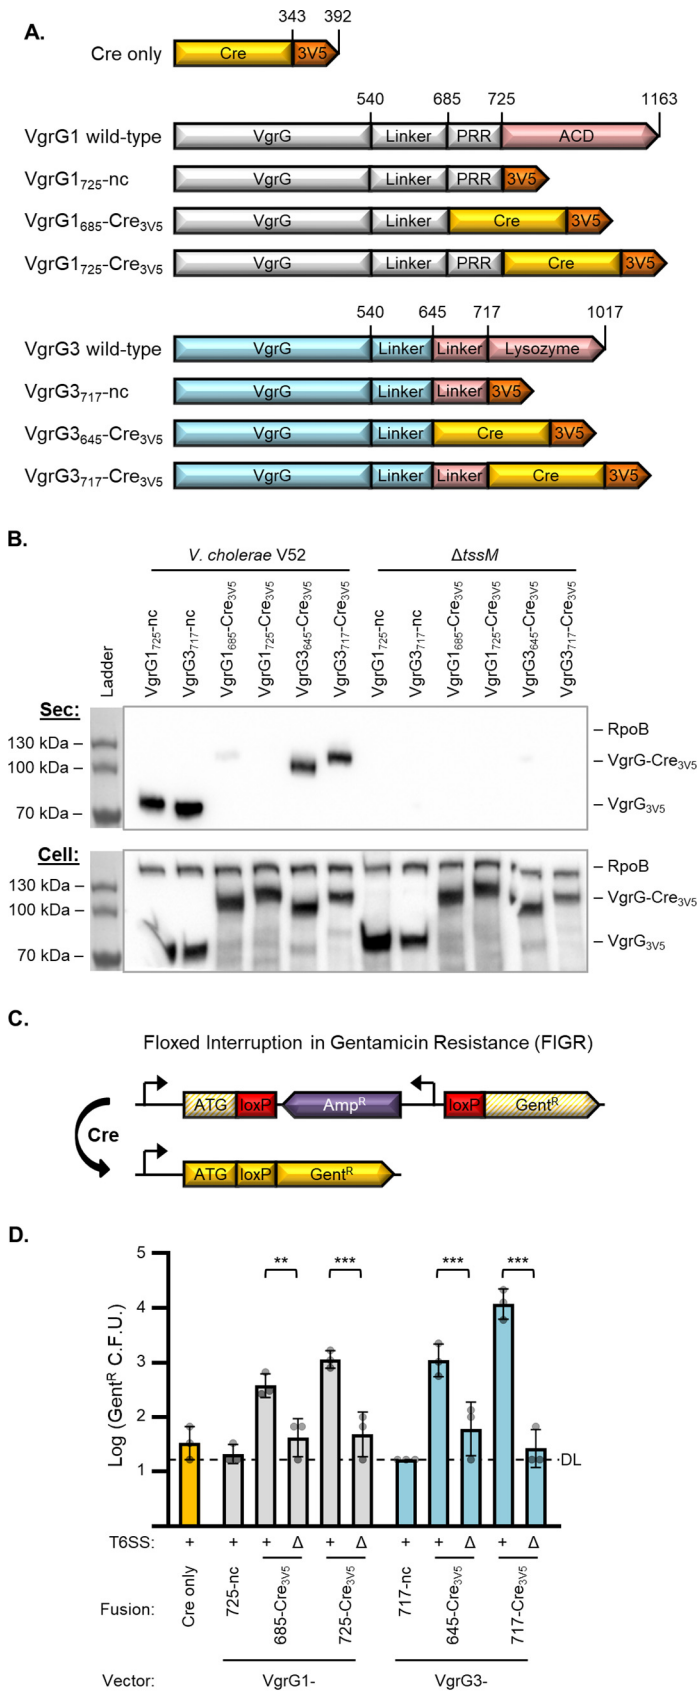 A.
343 392
Cre only Cre 3V5
540 685 725 1163
VgrG1 wild-type VgrG Linker PRR ACD
VgrG1₇₂₅-nc VgrG Linker PRR 3V5
VgrG1₆₈₅-Cre₃V₅ VgrG Linker Cre 3V5
VgrG1₇₂₅-Cre₃V₅ VgrG Linker PRR Cre 3V5
540 645 717 1017
VgrG3 wild-type VgrG Linker Linker Lysozyme
VgrG3₇₁₇-nc VgrG Linker Linker 3V5
VgrG3₆₄₅-Cre₃V₅ VgrG Linker Cre 3V5
VgrG3₇₁₇-Cre₃V₅ VgrG Linker Linker Cre 3V5
B.
V. cholerae V52 ΔtssM
Ladder VgrG1₇₂₅-nc VgrG3₇₁₇-nc VgrG1₆₈₅-Cre₃V₅ VgrG1₇₂₅-Cre₃V₅ VgrG3₆₄₅-Cre₃V₅ VgrG3₇₁₇-Cre₃V₅ VgrG1₇₂₅-nc VgrG3₇₁₇-nc VgrG1₆₈₅-Cre₃V₅ VgrG1₇₂₅-Cre₃V₅ VgrG3₆₄₅-Cre₃V₅ VgrG3₇₁₇-Cre₃V₅
Sec:
– RpoB
130 kDa –
– VgrG-Cre₃V₅
100 kDa –
– VgrG₃V₅
70 kDa –
Cell:
– RpoB
130 kDa –
– VgrG-Cre₃V₅
100 kDa –
– VgrG₃V₅
70 kDa –
C.
Floxed Interruption in Gentamicin Resistance (FIGR)
ATG loxP Ampᴿ loxP Gentᴿ
Cre
ATG loxP Gentᴿ
D.
5
** *** *** ***
4
3
2
1
DL
Log (Gentᴿ C.F.U.)
T6SS: + + + Δ + Δ + + Δ + Δ
Fusion: Cre only 725-nc 685-Cre₃V₅ 725-Cre₃V₅ 717-nc 645-Cre₃V₅ 717-Cre₃V₅
Vector: VgrG1- VgrG3-